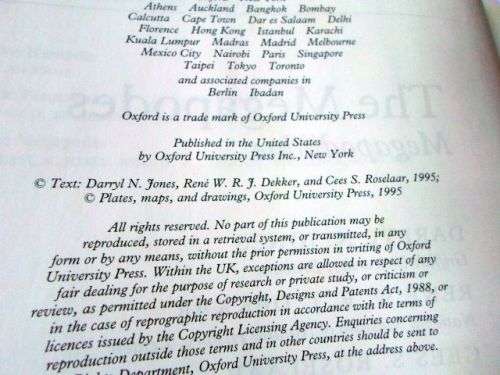 Athens Auckland Bangkok Bombay
Calcutta Cape Town Dar es Salaam Delhi
Florence Hong Kong Istanbul Karachi
Kuala Lumpur Madras Madrid Melbourne
Mexico City Nairobi Paris Singapore
Taipei Tokyo Toronto
and associated companies in
Berlin Ibadan
Oxford is a trade mark of Oxford University Press
Published in the United States
by Oxford University Press Inc., New York
© Text: Darryl N. Jones, René W. R. J. Dekker, and Cees S. Roselaar, 1995;
© Plates, maps, and drawings, Oxford University Press, 1995
All rights reserved. No part of this publication may be
reproduced, stored in a retrieval system, or transmitted, in any
form or by any means, without the prior permission in writing of Oxford
University Press. Within the UK, exceptions are allowed in respect of any
fair dealing for the purpose of research or private study, or criticism or
review, as permitted under the Copyright, Designs and Patents Act, 1988, or
in the case of reprographic reproduction in accordance with the terms of
licences issued by the Copyright Licensing Agency. Enquiries concerning
reproduction outside those terms and in other countries should be sent to
Department, Oxford University Press, at the address above.
The Megapodes